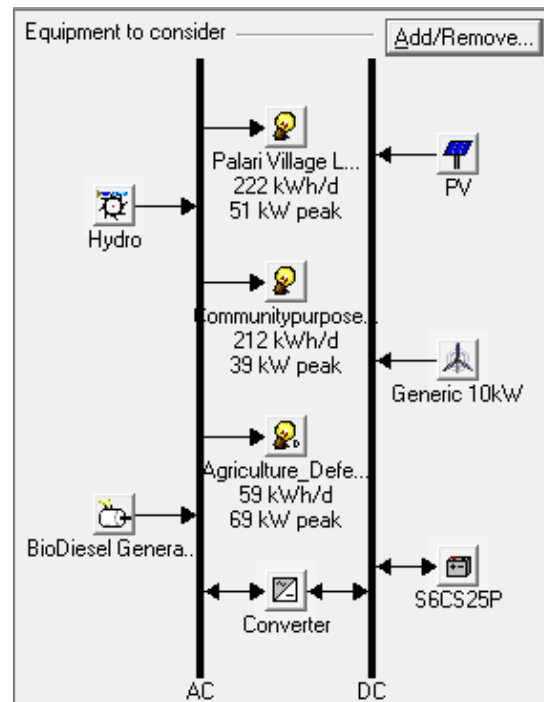 Equipment to consider
Add/Remove...
Palari Village L...
222 kWh/d
51 kW peak
PV
Hydro
Communitypurpose...
212 kWh/d
39 kW peak
Generic 10kW
Agriculture_Defe...
59 kWh/d
69 kW peak
BioDiesel Genera..
S6CS25P
Converter
AC
DC